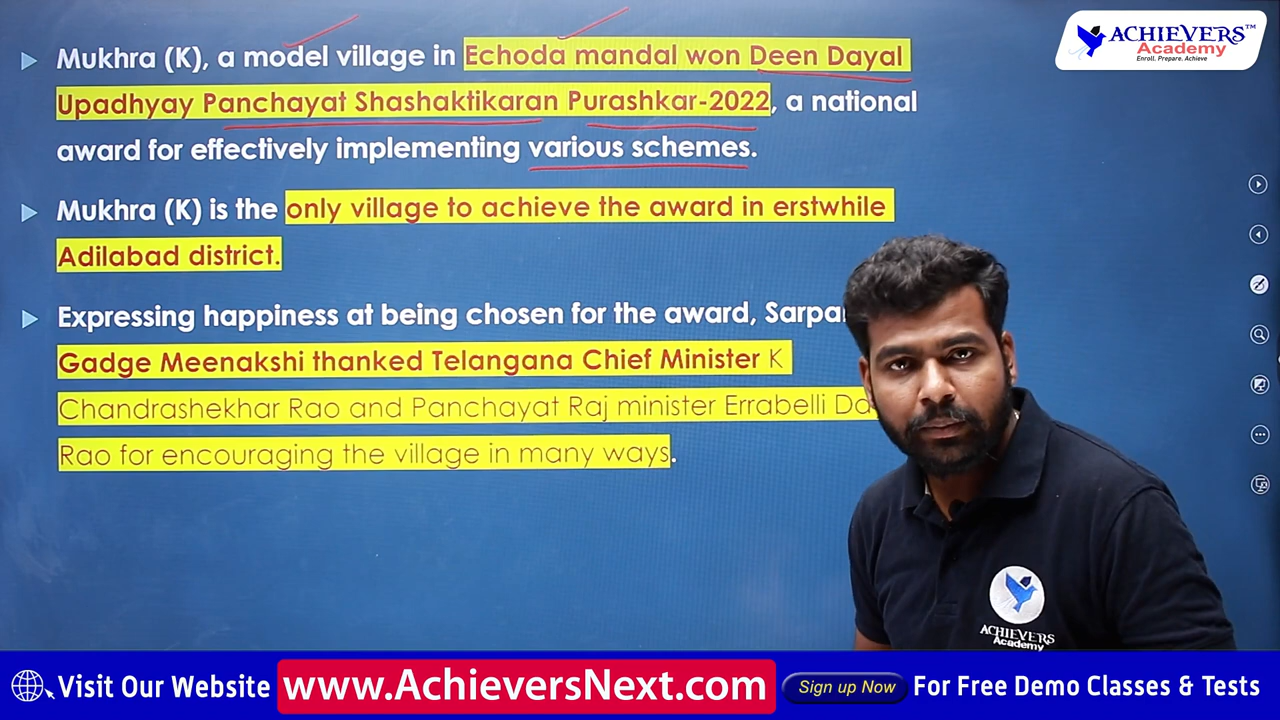 ACHIEVERS™
Academy
Enroll. Prepare. Achieve
Mukhra (K), a model village in Echoda mandal won Deen Dayal
Upadhyay Panchayat Shashaktikaran Purashkar-2022, a national
award for effectively implementing various schemes.
Mukhra (K) is the only village to achieve the award in erstwhile
Adilabad district.
Expressing happiness at being chosen for the award,
Gadge Meenakshi thanked Telangana Chief Minister K
Chandrashekhar Rao and Panchayat Raj minister Errabelli
Rao for encouraging the village in many ways.
ACHIEVERS
Academy
Visit Our Website www.AchieversNext.com Sign up Now For Free Demo Classes & Tests